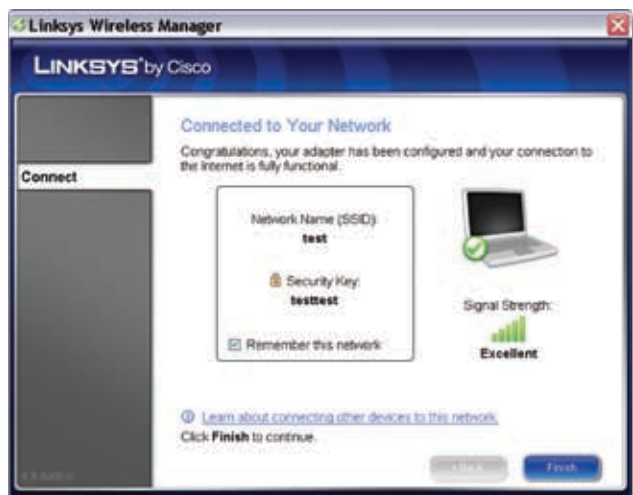 Linksys Wireless Manager
LINKSYS® by Cisco
Connected to Your Network
Congratulations, your adapter has been configured and your connection to
the Internet is fully functional.
Connect
Network Name (SSID):
test
Security Key:
testtest
Remember this network
Signal Strength:
Excellent
Learn about connecting other devices to this network.
Click Finish to continue.
Finish